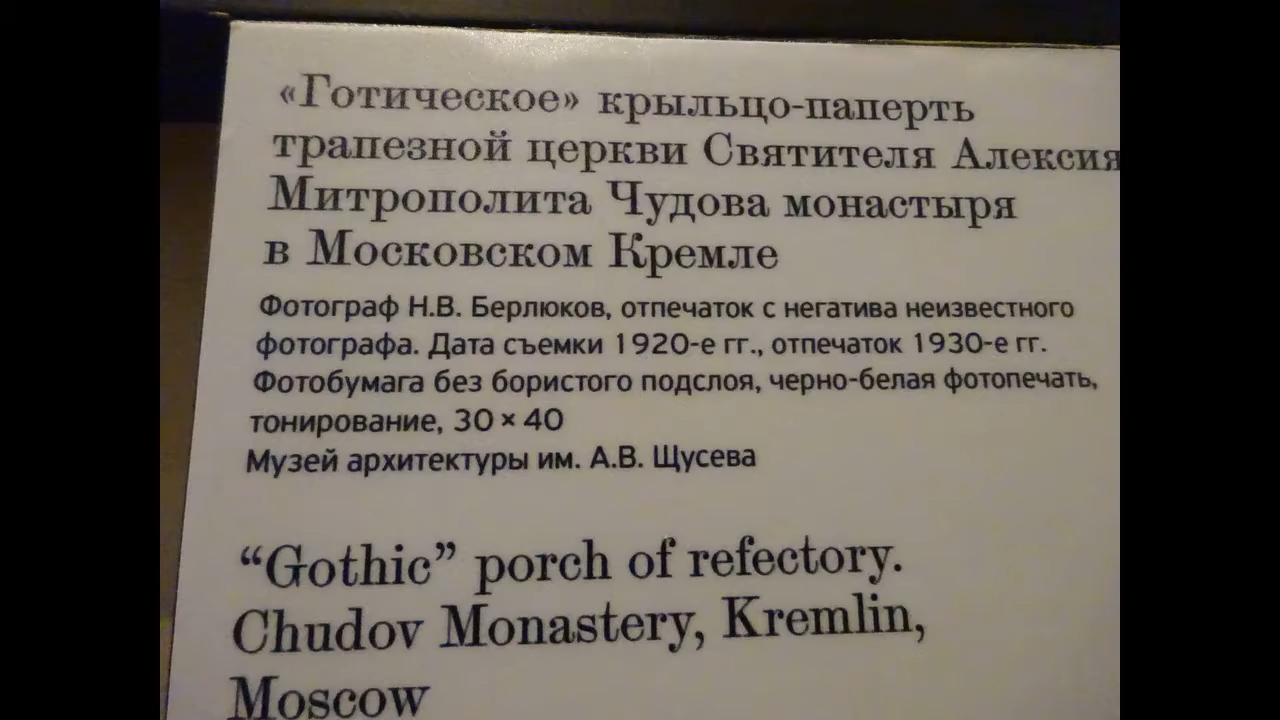 «Готическое» крыльцо-паперть
трапезной церкви Святителя Алексия
Митрополита Чудова монастыря
в Московском Кремле
Фотограф Н.В. Берлюков, отпечаток с негатива неизвестного
фотографа. Дата съемки 1920-е гг., отпечаток 1930-е гг.
Фотобумага без бористого подслоя, черно-белая фотопечать,
тонирование, 30 × 40
Музей архитектуры им. А.В. Щусева
“Gothic” porch of refectory.
Chudov Monastery, Kremlin,
Moscow